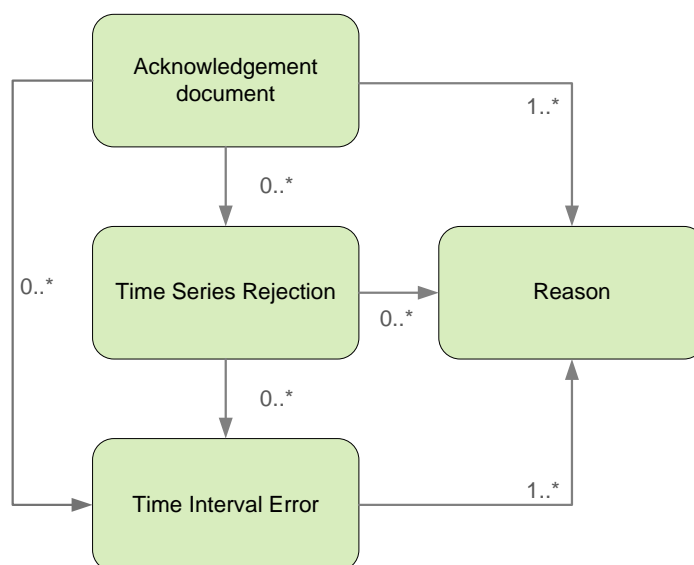 Acknowledgement
document
1..*
0..*
Time Series Rejection
Reason
0..*
0..*
0..*
Time Interval Error
1..*